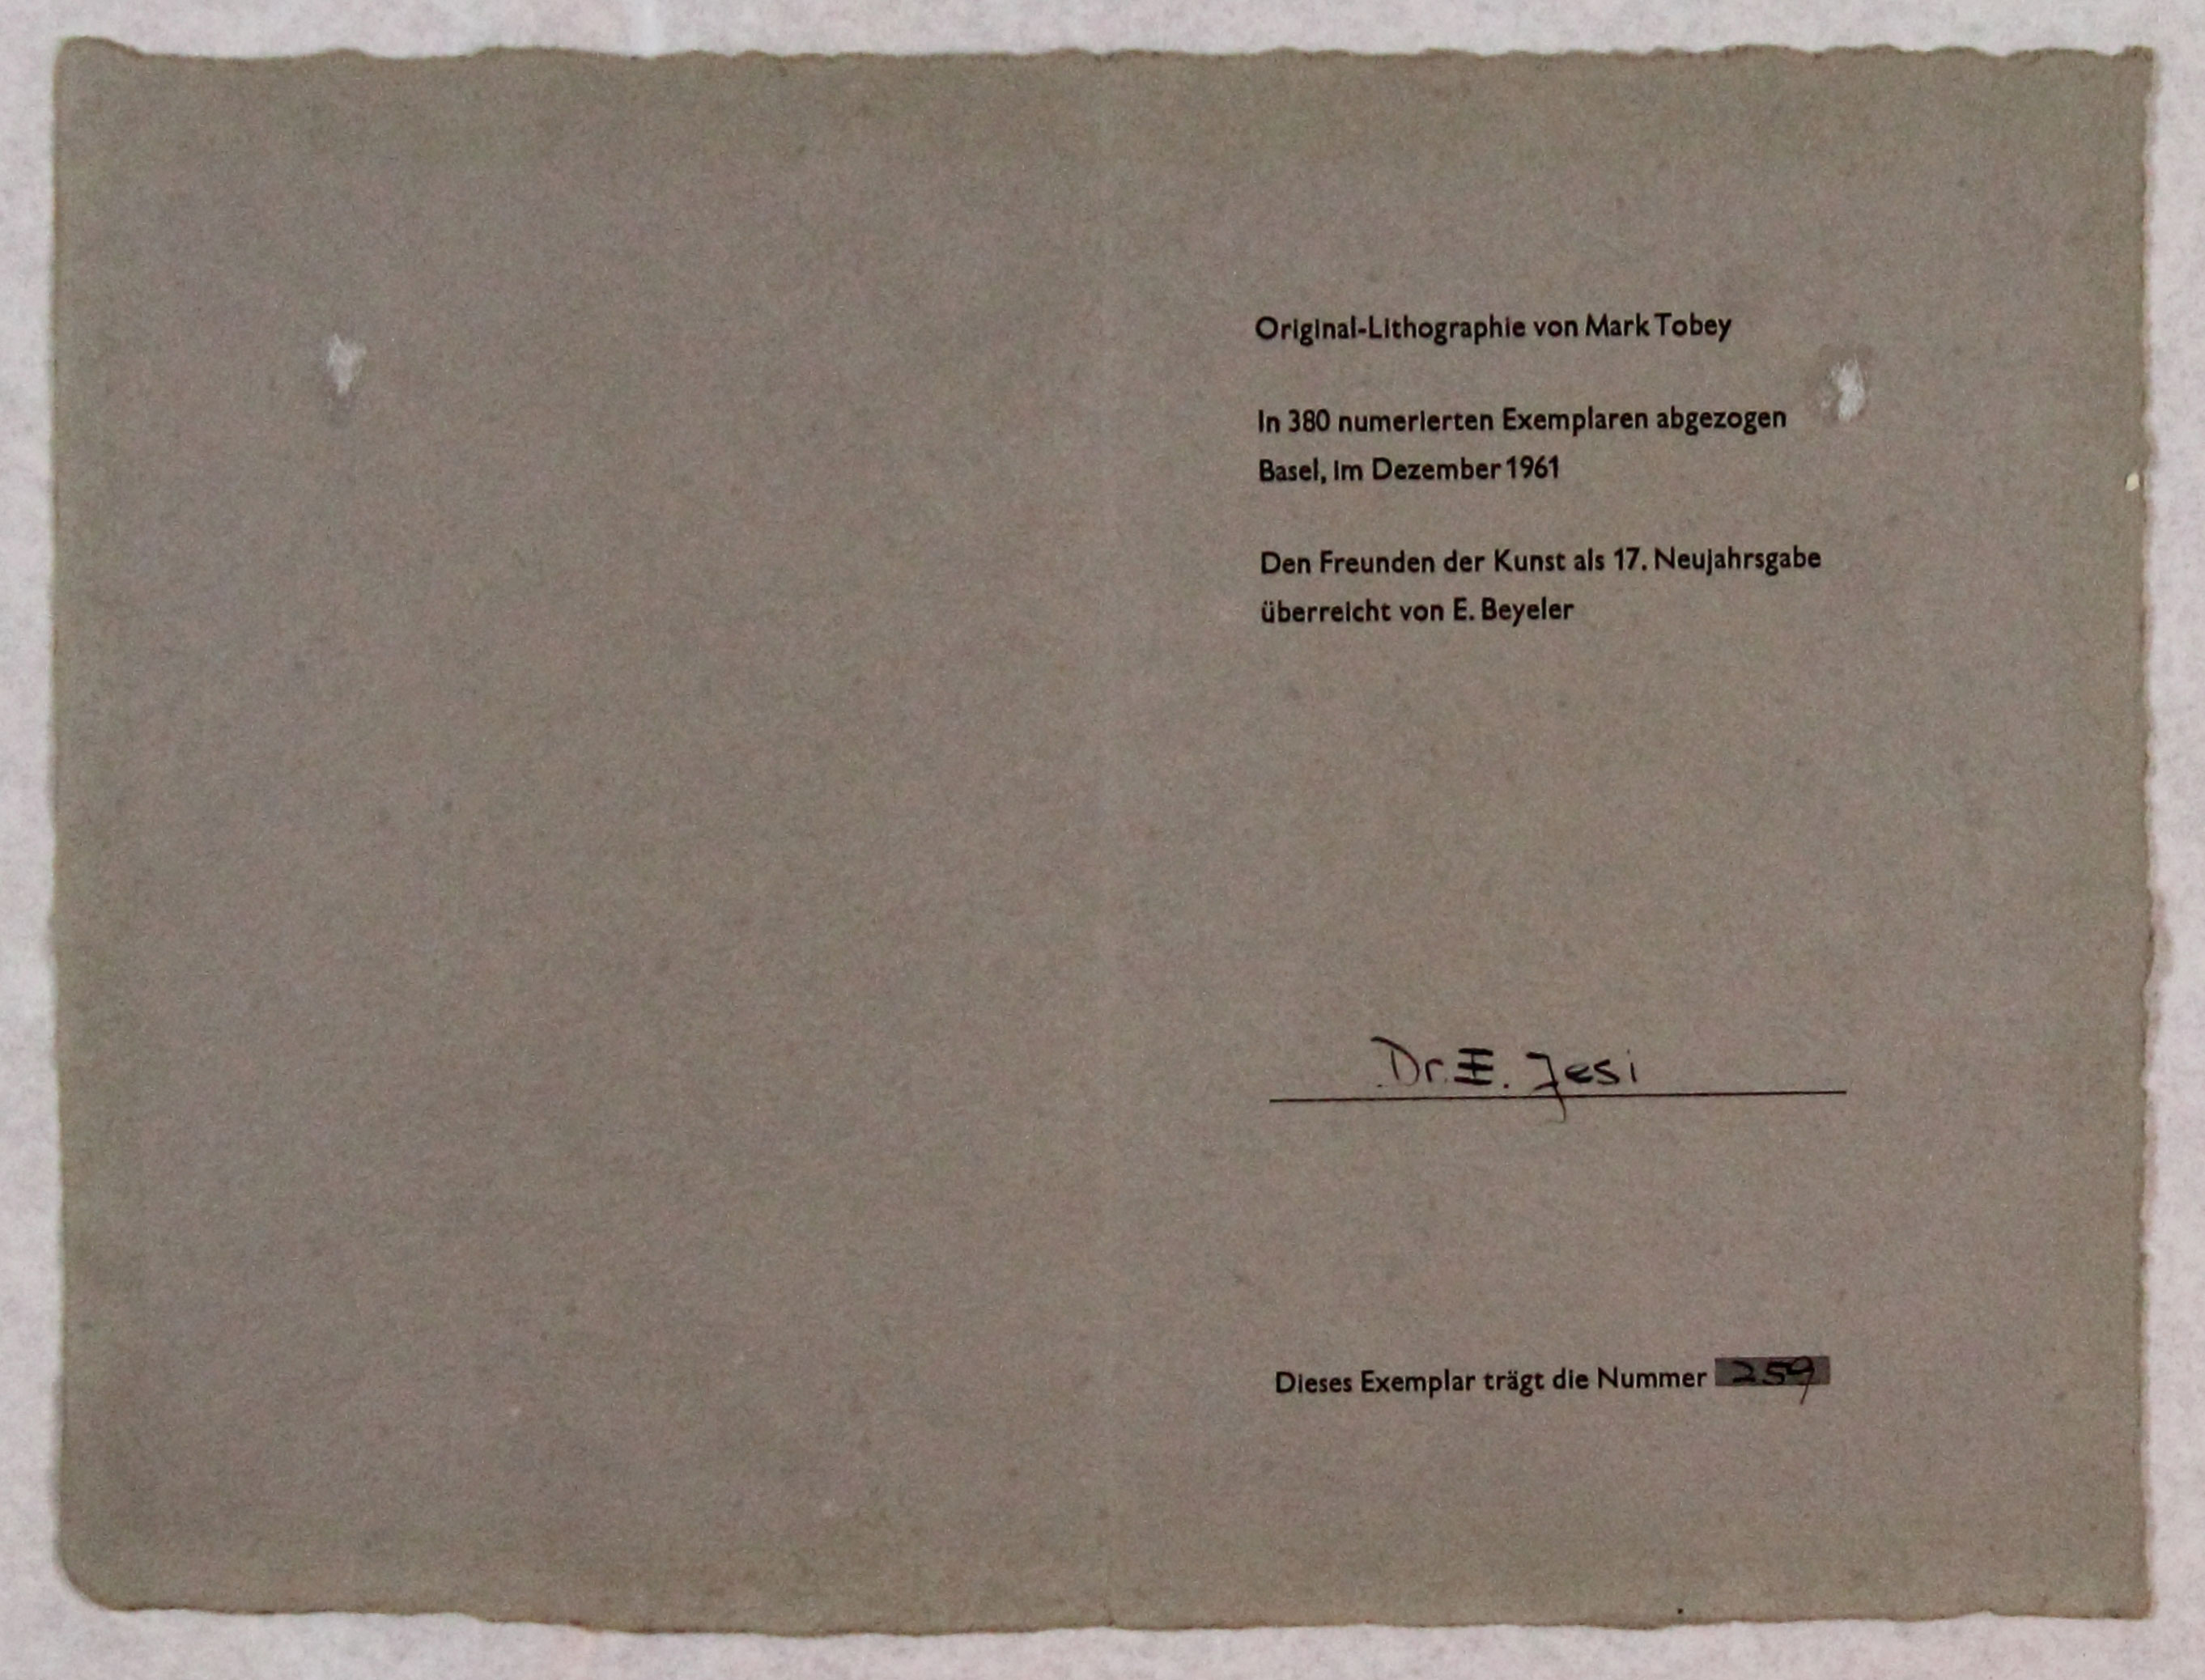 Original-Lithographie von Mark Tobey
In 380 numerierten Exemplaren abgezogen
Basel, im Dezember 1961
Den Freunden der Kunst als 17. Neujahrsgabe
überreicht von E. Beyeler
Dr. E. Jesi
Dieses Exemplar trägt die Nummer 259